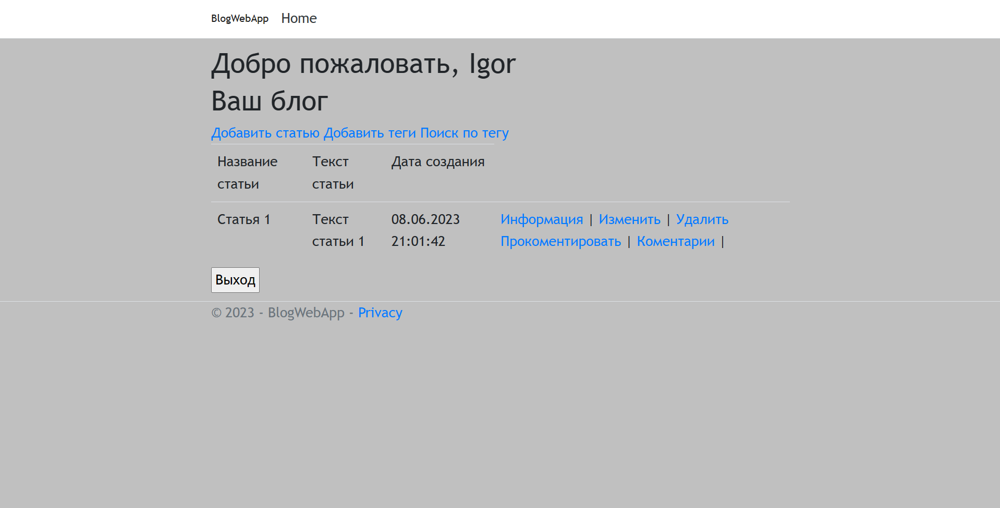 BlogWebApp Home
Добро пожаловать, Igor
Ваш блог
Добавить статью Добавить теги Поиск по тегу
Название статьи Текст статьи Дата создания
Статья 1 Текст статьи 1 08.06.2023 21:01:42 Информация | Изменить | Удалить
Прокоментировать | Коментарии |
Выход
© 2023 - BlogWebApp - Privacy